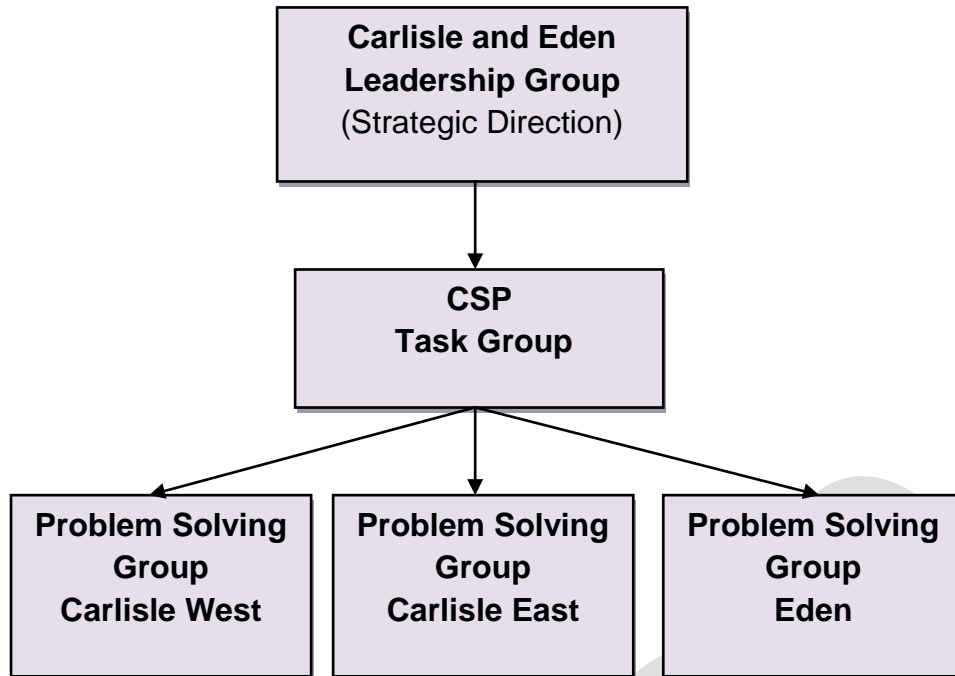 Carlisle and Eden
Leadership Group
(Strategic Direction)
CSP
Task Group
Problem Solving
Group
Carlisle West
Problem Solving
Group
Carlisle East
Problem Solving
Group
Eden